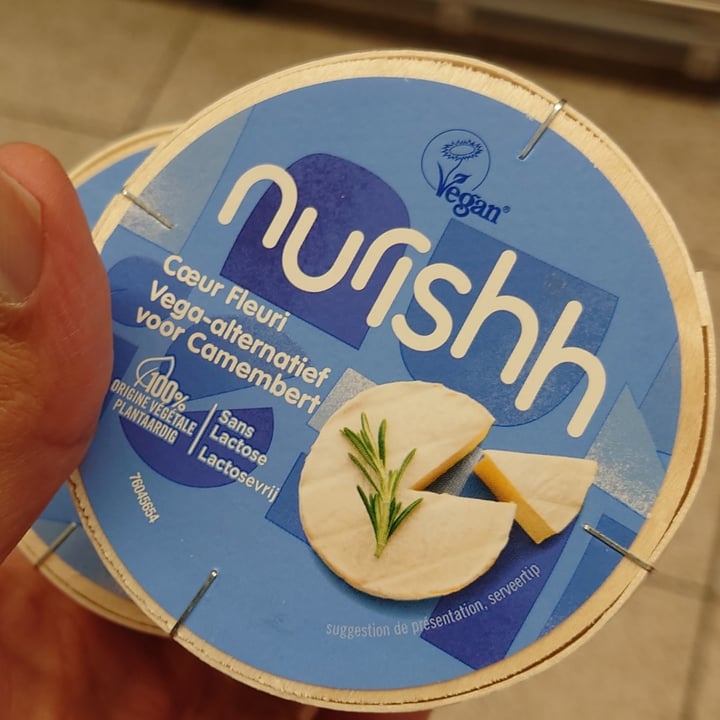 Vegan®
nurishh
Cœur Fleuri
Vega-alternatief
voor Camembert
100%
ORIGINE VÉGÉTALE
PLANTAARDIG
Sans
Lactose
Lactosevrij
76045654
suggestion de présentation, serveertip